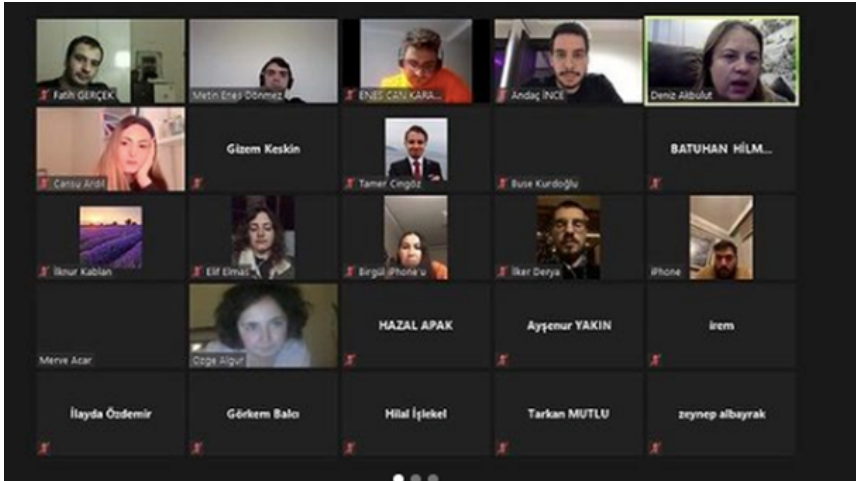 Fatih GERÇEK
Metin Enes Dönmez
ENES CAN KARA...
Andaç İNCE
Deniz Akbulut
Cansu Ardıl
Gizem Keskin
Tamer Cingöz
Buse Kurdoğlu
BATUHAN HİLM...
İlknur Kablan
Elif Elmas
Birgül iPhone'u
İlker Derya
iPhone
Merve Acar
Özge Algur
HAZAL APAK
Ayşenur YAKIN
irem
İlayda Özdemir
Görkem Balcı
Hilal İşlekel
Tarkan MUTLU
zeynep albayrak